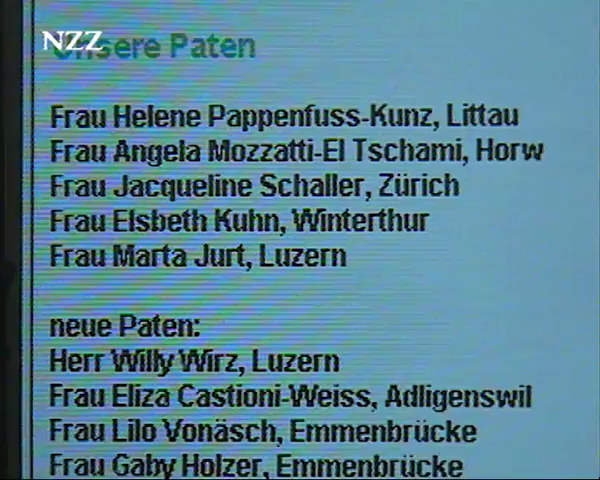 NZZ
Unsere Paten
Frau Helene Pappenfuss-Kunz, Littau
Frau Angela Mozzatti-El Tschami, Horw
Frau Jacqueline Schaller, Zürich
Frau Elsbeth Kuhn, Winterthur
Frau Marta Jurt, Luzern
neue Paten:
Herr Willy Wirz, Luzern
Frau Eliza Castioni-Weiss, Adligenswil
Frau Lilo Vonäsch, Emmenbrücke
Frau Gaby Holzer, Emmenbrücke